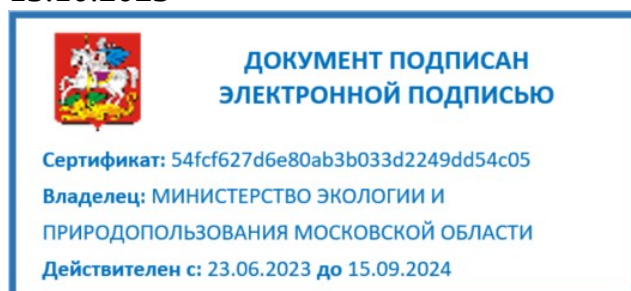 ДОКУМЕНТ ПОДПИСАН
ЭЛЕКТРОННОЙ ПОДПИСЬЮ
Сертификат: 54fcf627d6e80ab3b033d2249dd54c05
Владелец: МИНИСТЕРСТВО ЭКОЛОГИИ И
ПРИРОДОПОЛЬЗОВАНИЯ МОСКОВСКОЙ ОБЛАСТИ
Действителен с: 23.06.2023 до 15.09.2024